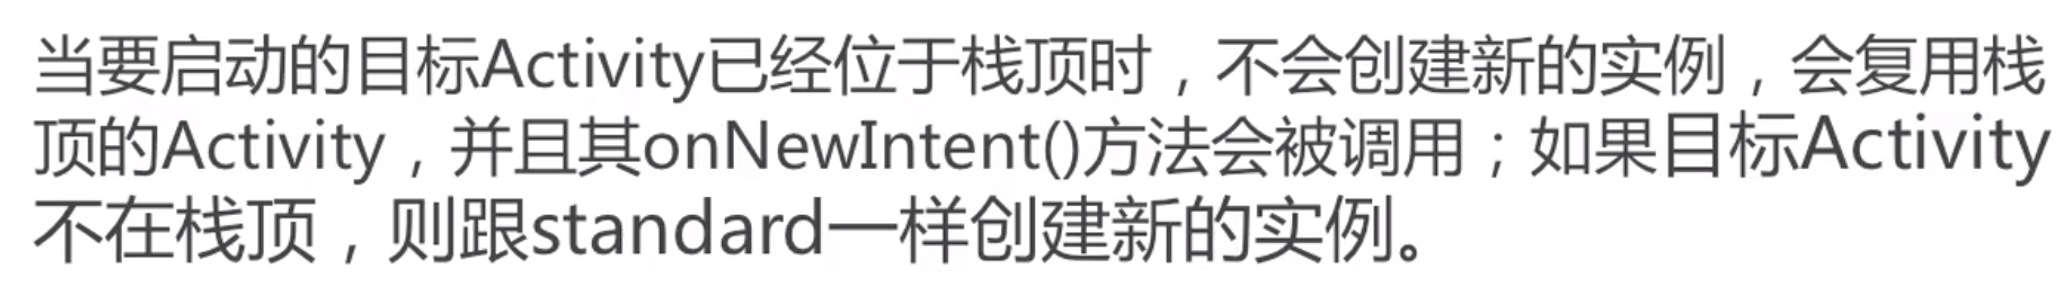 当要启动的目标Activity已经位于栈顶时，不会创建新的实例，会复用栈
顶的Activity，并且其onNewIntent()方法会被调用；如果目标Activity
不在栈顶，则跟standard一样创建新的实例。